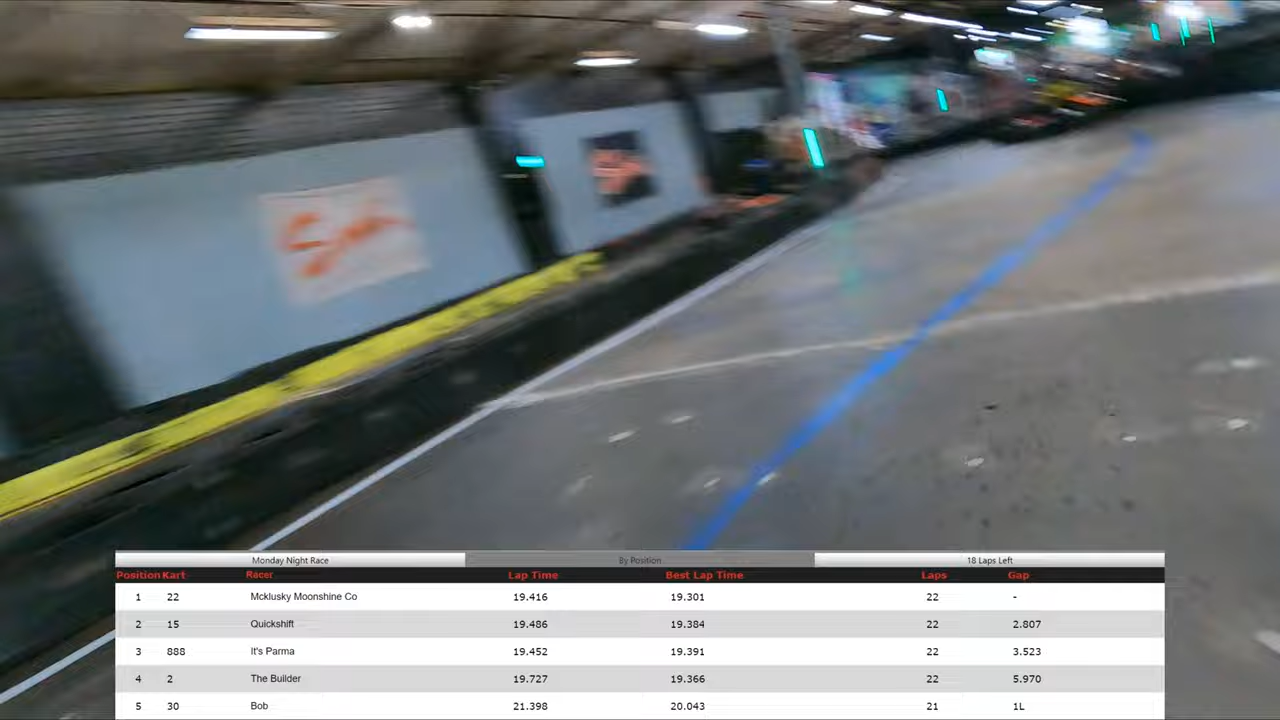 Monday Night Race By Position 18 Laps Left
Position Kart Racer Lap Time Best Lap Time Laps Gap
1 22 Mcklusky Moonshine Co 19.416 19.301 22 -
2 15 Quickshift 19.486 19.384 22 2.807
3 888 It's Parma 19.452 19.391 22 3.523
4 2 The Builder 19.727 19.366 22 5.970
5 30 Bob 21.398 20.043 21 1L